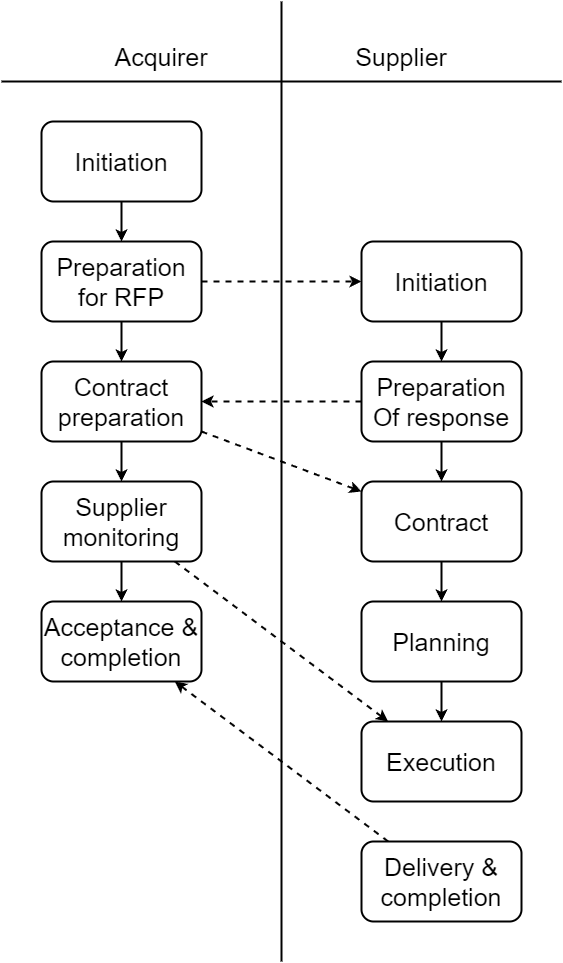 Acquirer
Supplier
Initiation
Preparation
for RFP
Initiation
Contract
preparation
Preparation
Of response
Supplier
monitoring
Contract
Acceptance &
completion
Planning
Execution
Delivery &
completion